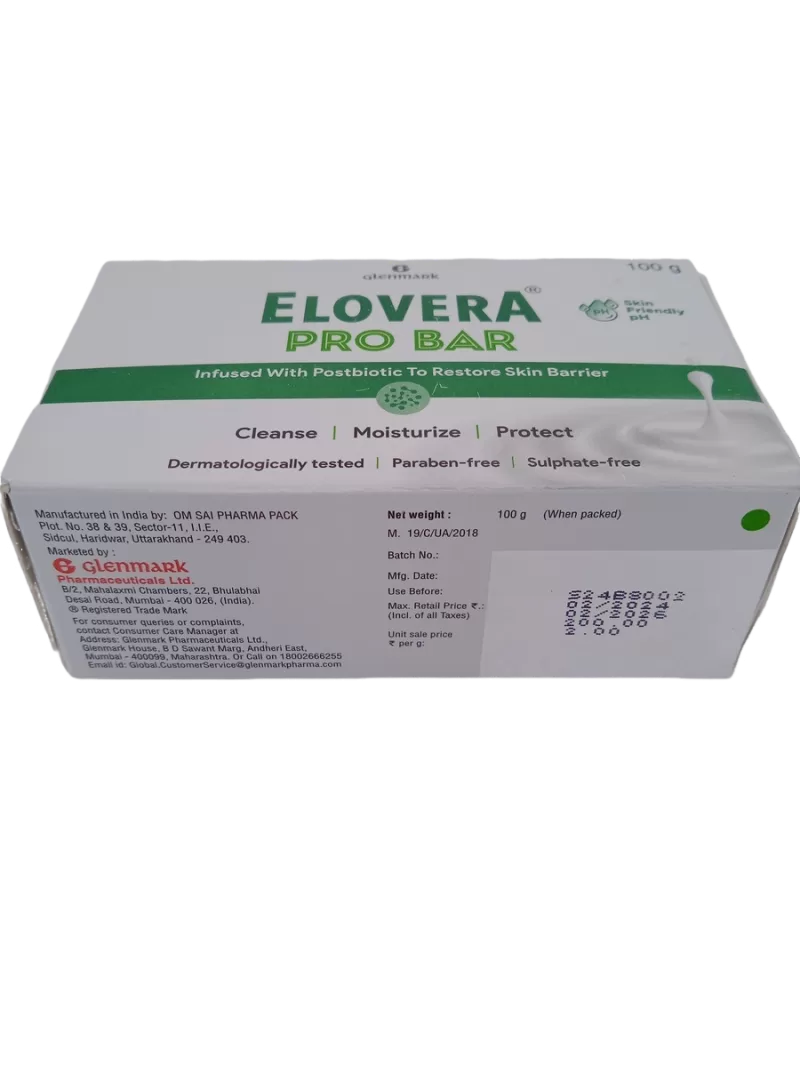 glenmark
100 g
ELOVERA®
PRO BAR
pH
Skin
Friendly
pH
Infused With Postbiotic To Restore Skin Barrier
Cleanse | Moisturize | Protect
Dermatologically tested | Paraben-free | Sulphate-free
Manufactured in India by: OM SAI PHARMA PACK
Plot. No. 38 & 39, Sector-11, I.I.E.,
Sidcul, Haridwar, Uttarakhand - 249 403.
Marketed by :
glenmark
Pharmaceuticals Ltd.
B/2, Mahalaxmi Chambers, 22, Bhulabhai
Desai Road, Mumbai - 400 026, (India).
® Registered Trade Mark
For consumer queries or complaints,
contact Consumer Care Manager at
Address: Glenmark Pharmaceuticals Ltd.,
Glenmark House, B D Sawant Marg, Andheri East,
Mumbai - 400099, Maharashtra. Or Call on 18002666255
Email id: Global.CustomerService@glenmarkpharma.com
Net weight : 100 g (When packed)
M. 19/C/UA/2018
Batch No.:
Mfg. Date:
Use Before:
Max. Retail Price ₹.:
(Incl. of all Taxes)
Unit sale price
₹ per g:
02/2024
2.00